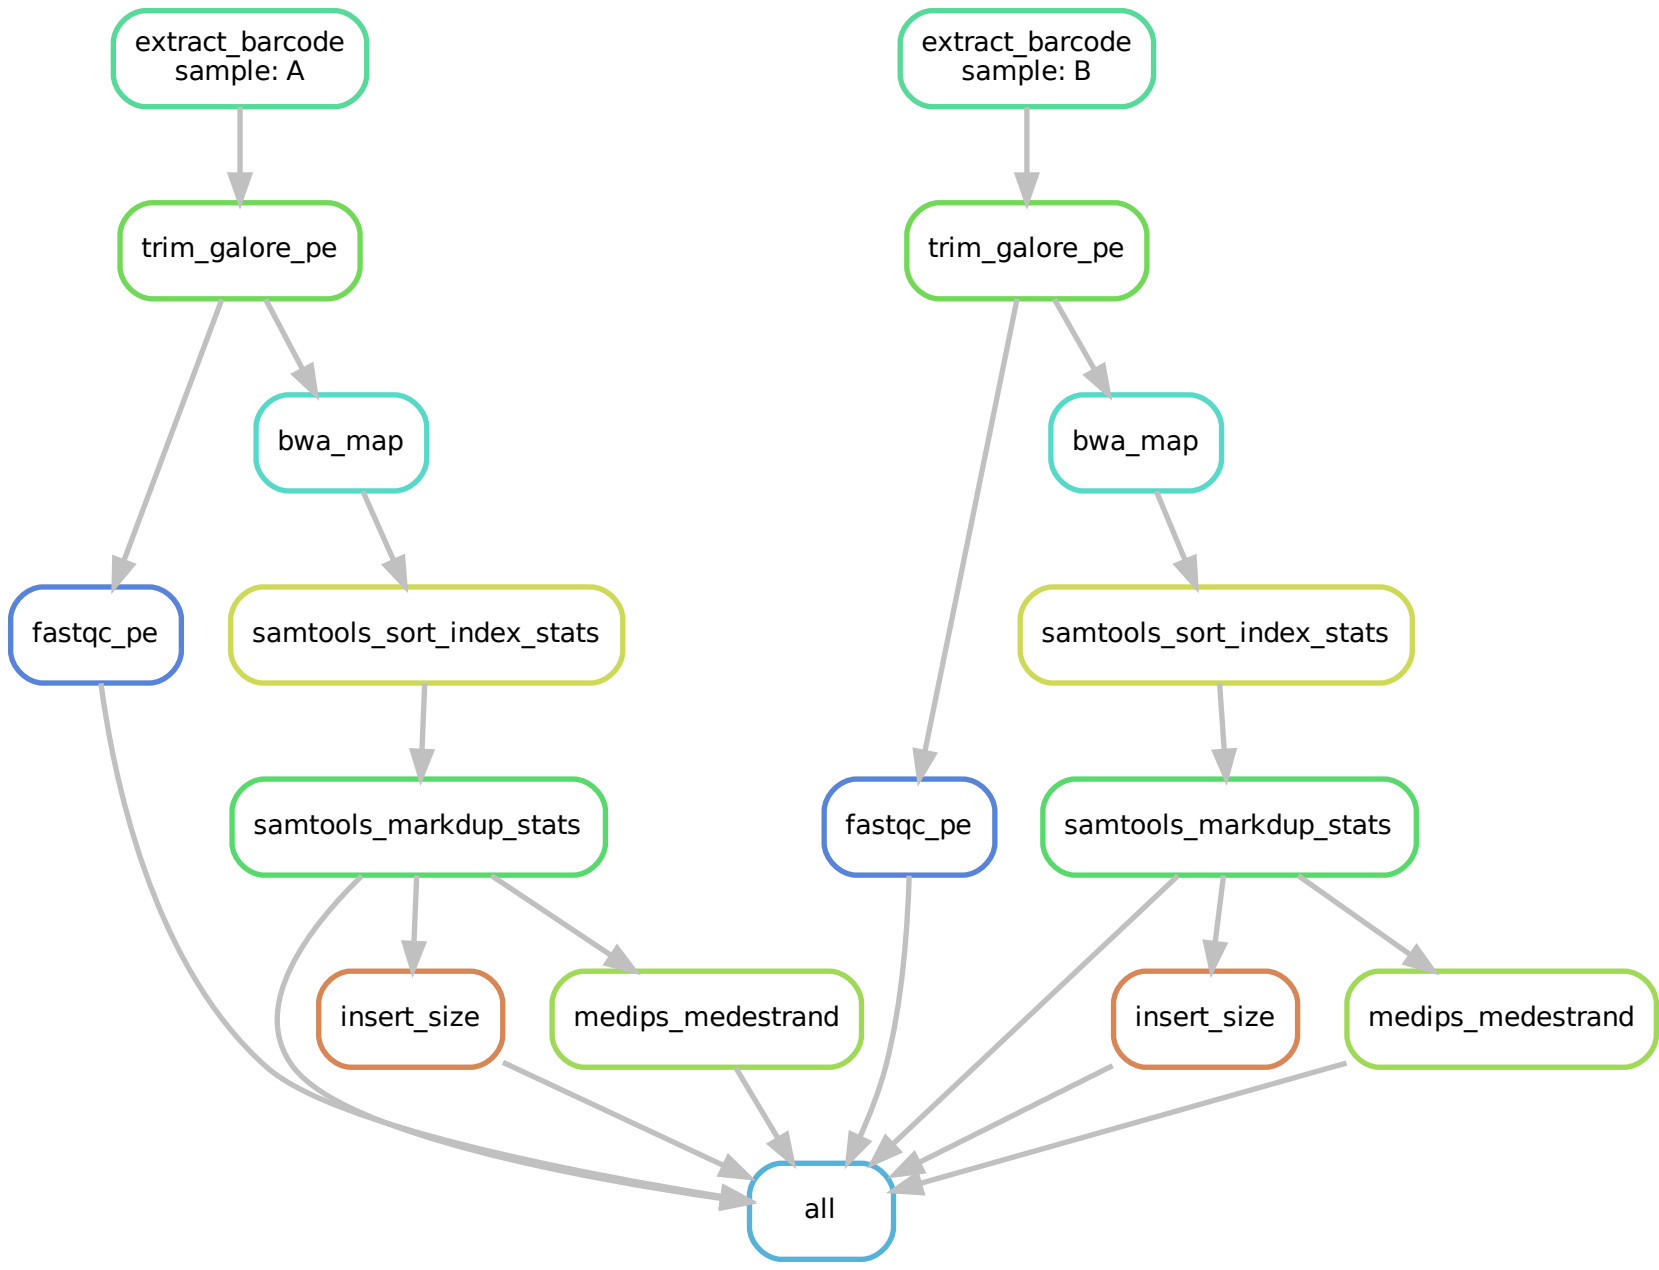 extract_barcode
sample: A
extract_barcode
sample: B
trim_galore_pe
trim_galore_pe
bwa_map
bwa_map
fastqc_pe
samtools_sort_index_stats
samtools_sort_index_stats
samtools_markdup_stats
fastqc_pe
samtools_markdup_stats
insert_size
medips_medestrand
insert_size
medips_medestrand
all